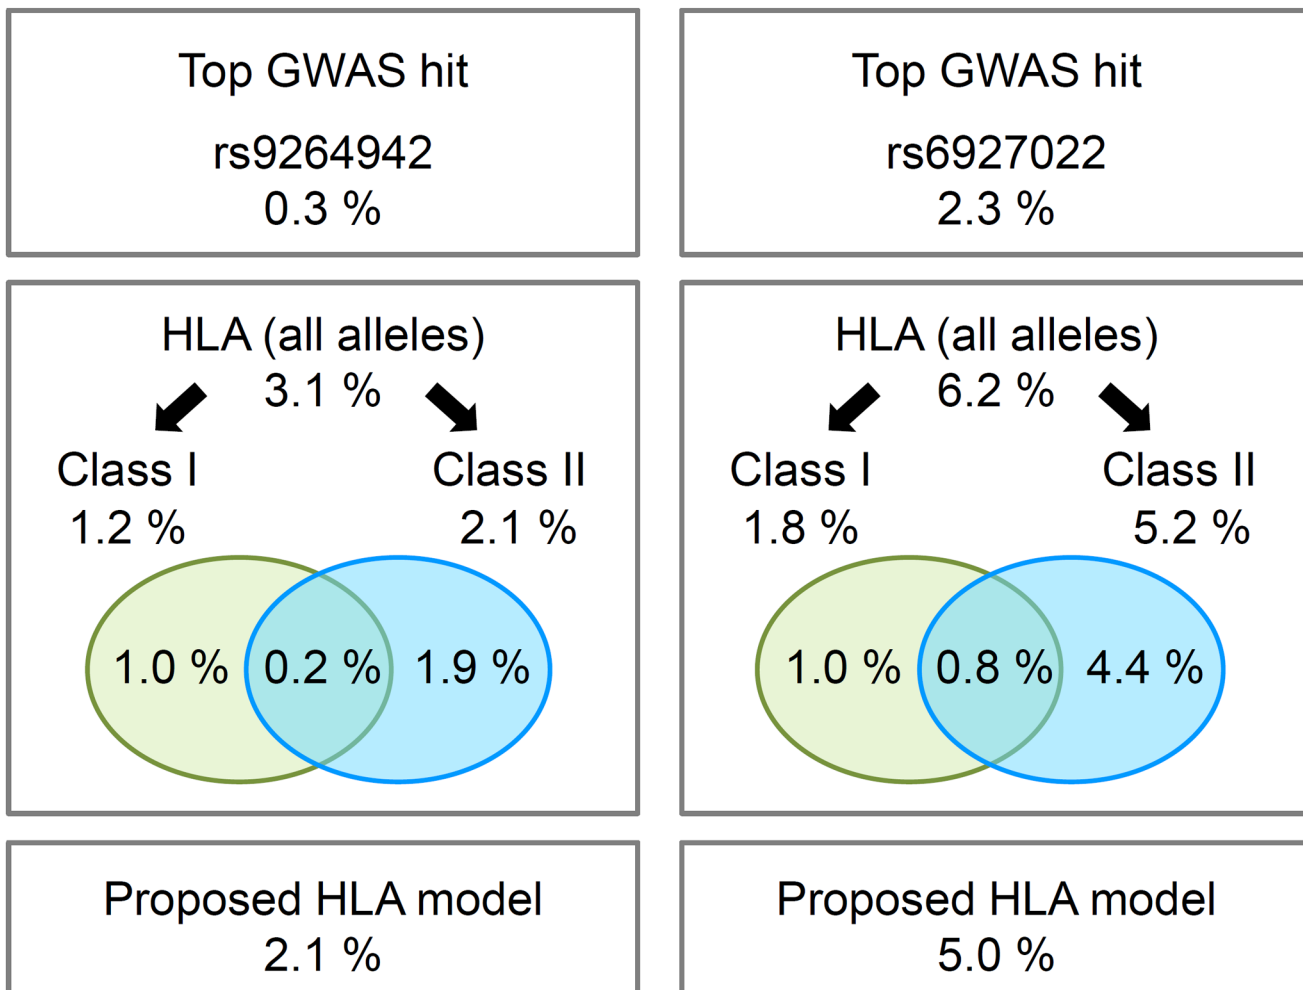 Top GWAS hit
rs9264942
0.3 %
HLA (all alleles)
3.1 %
Class I
Class II
1.2 %
2.1 %
1.0 %
0.2 %
1.9 %
Proposed HLA model
2.1 %
Top GWAS hit
rs6927022
2.3 %
HLA (all alleles)
6.2 %
Class I
Class II
1.8 %
5.2 %
1.0 %
0.8 %
4.4 %
Proposed HLA model
5.0 %